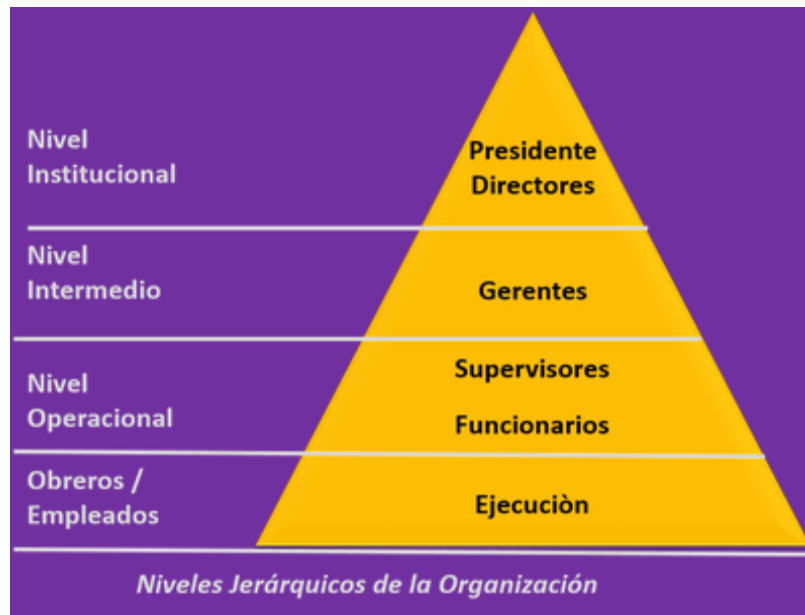 Nivel
Institucional
Presidente
Directores
Nivel
Intermedio
Gerentes
Nivel
Operacional
Supervisores
Funcionarios
Obreros /
Empleados
Ejecuciòn
Niveles Jerárquicos de la Organización